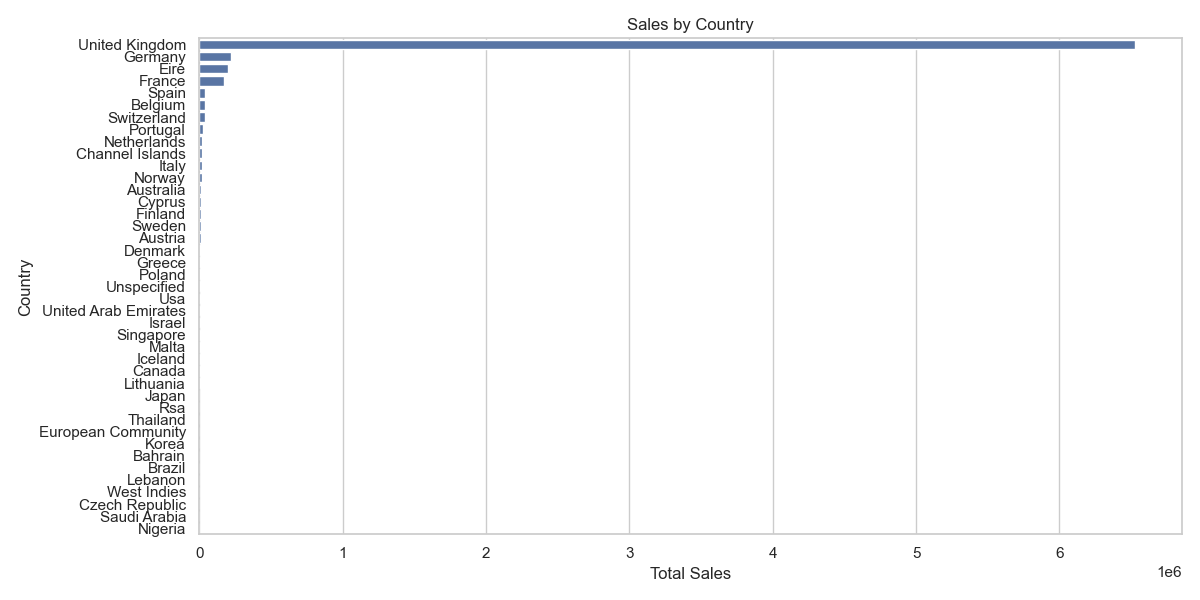 Sales by Country
United Kingdom
Germany
Eire
France
Spain
Belgium
Switzerland
Portugal
Netherlands
Channel Islands
Italy
Norway
Australia
Cyprus
Finland
Sweden
Austria
Denmark
Greece
Poland
Unspecified
Usa
United Arab Emirates
Israel
Singapore
Malta
Iceland
Canada
Lithuania
Japan
Rsa
Thailand
European Community
Korea
Bahrain
Brazil
Lebanon
West Indies
Czech Republic
Saudi Arabia
Nigeria
Country
0 1 2 3 4 5 6
1e6
Total Sales